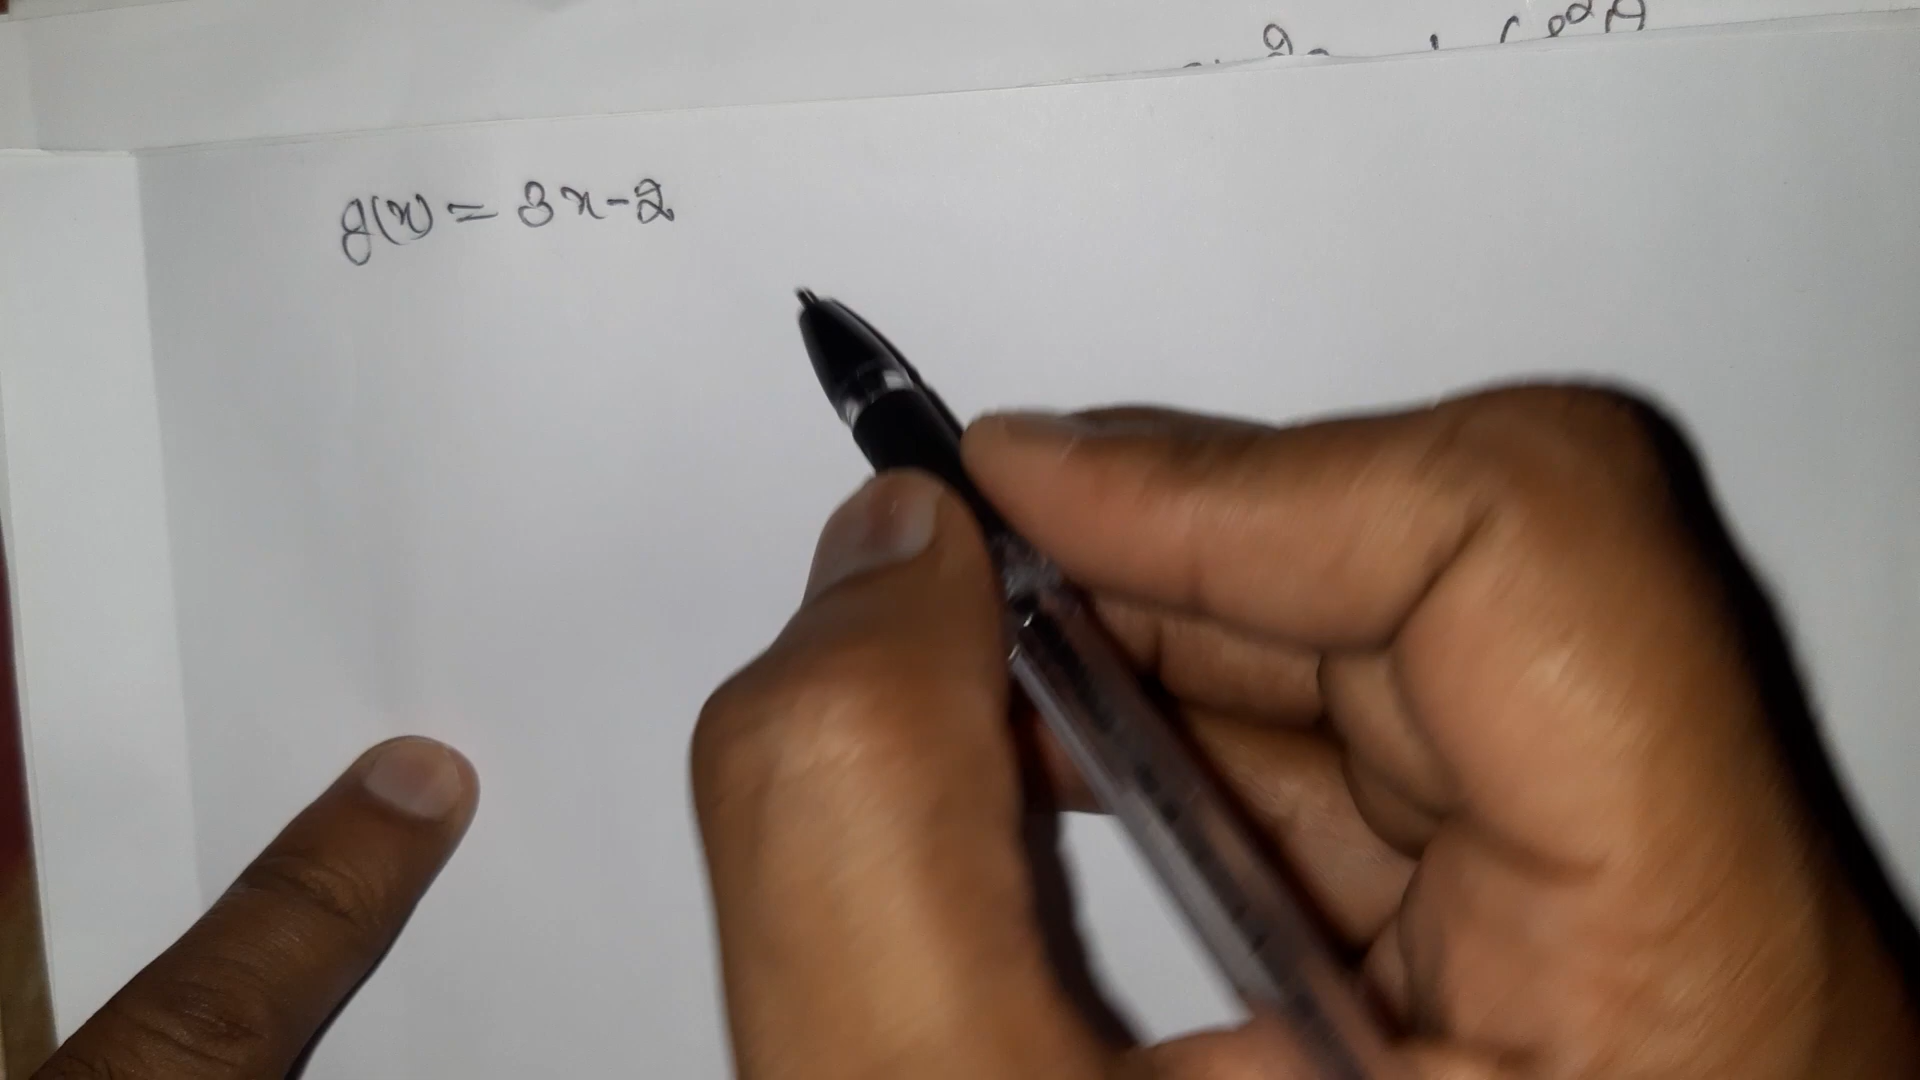 g(x) = 3x-2